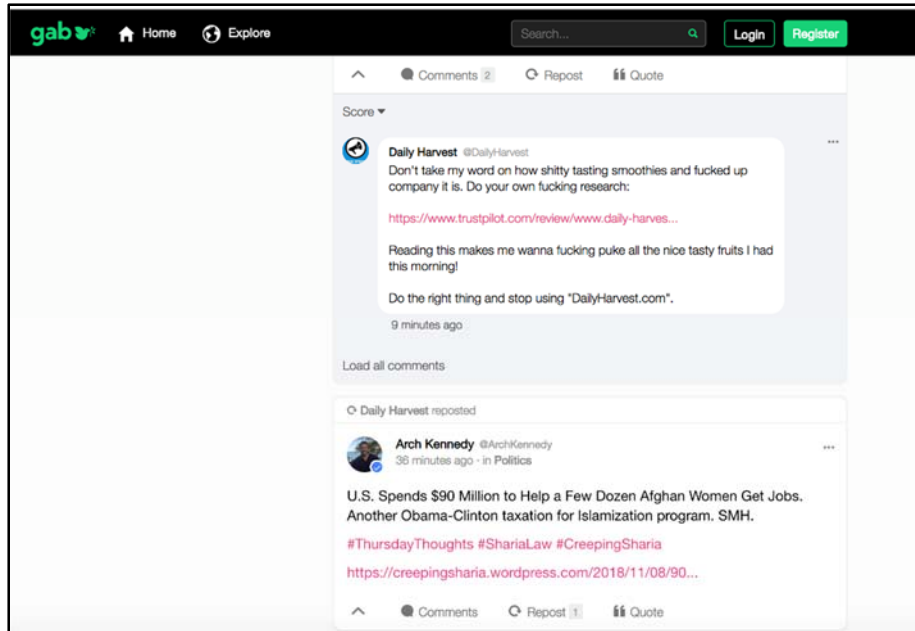 gab Home Explore Search... Login Register
Comments 2 Repost Quote
Score
Daily Harvest @DailyHarvest
Don't take my word on how shitty tasting smoothies and fucked up
company it is. Do your own fucking research:
https://www.trustpilot.com/review/www.daily-harves...
Reading this makes me wanna fucking puke all the nice tasty fruits I had
this morning!
Do the right thing and stop using "DailyHarvest.com".
9 minutes ago
Load all comments
Daily Harvest reposted
Arch Kennedy @ArchKennedy
36 minutes ago · in Politics
U.S. Spends $90 Million to Help a Few Dozen Afghan Women Get Jobs.
Another Obama-Clinton taxation for Islamization program. SMH.
#ThursdayThoughts #ShariaLaw #CreepingSharia
https://creepingsharia.wordpress.com/2018/11/08/90...
Comments Repost 1 Quote